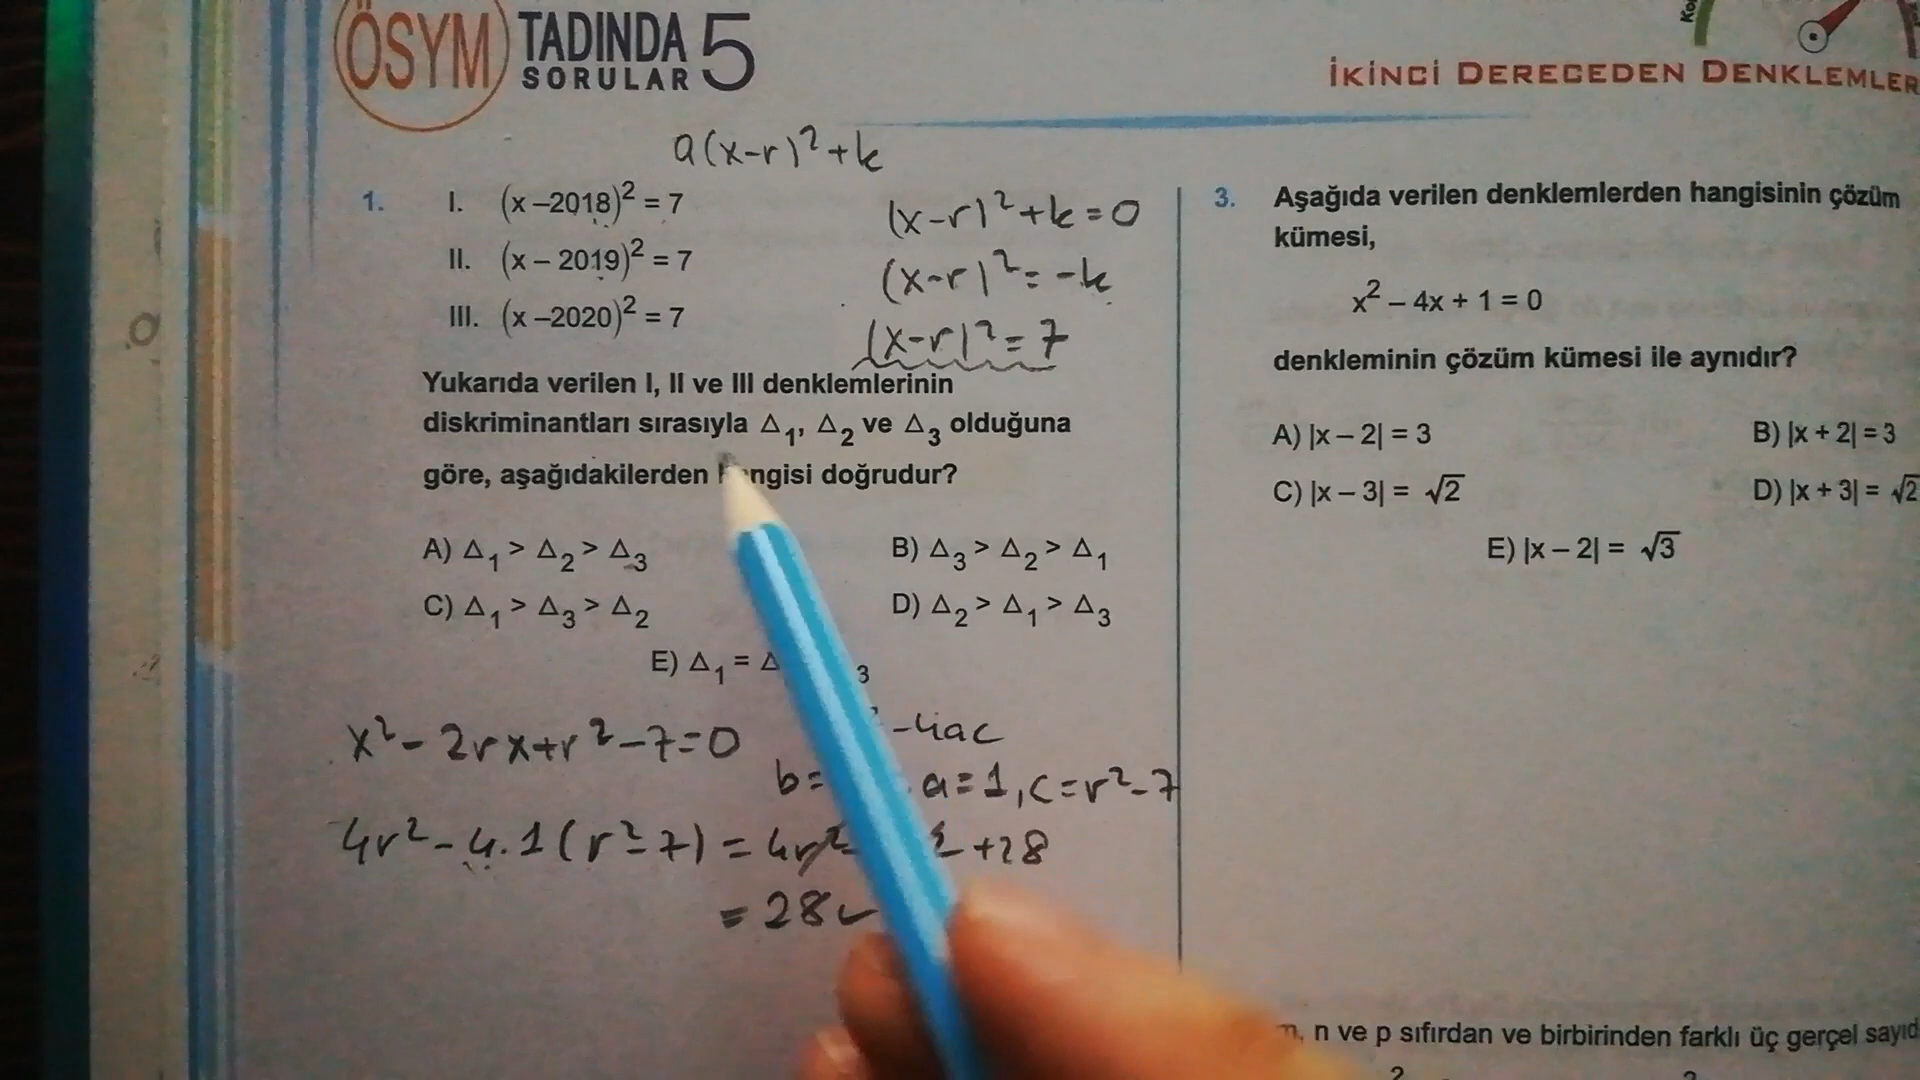 ÖSYM TADINDA SORULAR 5
İKİNCİ DERECEDEN DENKLEMLER
a(x-r)²+k
1. I. (x–2018)² = 7
II. (x – 2019)² = 7
III. (x –2020)² = 7
(x-r)²+k=0
(x-r)²=-k
(x-r)²=7
Yukarıda verilen I, II ve III denklemlerinin
diskriminantları sırasıyla Δ₁, Δ₂ ve Δ₃ olduğuna
göre, aşağıdakilerden hangisi doğrudur?
A) Δ₁ > Δ₂ > Δ₃
B) Δ₃ > Δ₂ > Δ₁
C) Δ₁ > Δ₃ > Δ₂
D) Δ₂ > Δ₁ > Δ₃
E) Δ₁ = Δ 3
x²-2rx+r²-7=0
-4ac
b= a=1,c=r²-7
4r²-4.1(r²-7)=4r² +28
=28
3. Aşağıda verilen denklemlerden hangisinin çözüm
kümesi,
x² – 4x + 1 = 0
denkleminin çözüm kümesi ile aynıdır?
A) |x – 2| = 3
B) |x + 2| = 3
C) |x – 3| = √2
D) |x + 3| = √2
E) |x – 2| = √3
n ve p sıfırdan ve birbirinden farklı üç gerçel sayıd